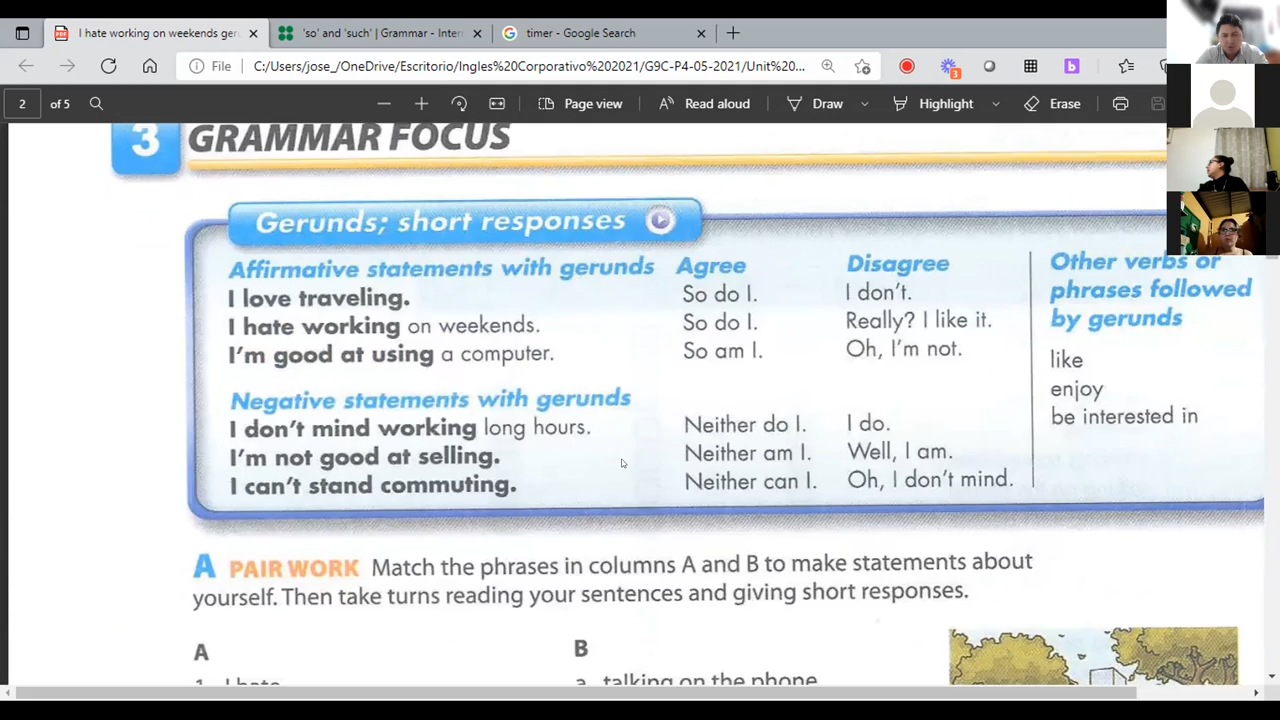 I hate working on weekends ger
'so' and 'such' | Grammar - Inter
timer - Google Search
File C:/Users/jose_/OneDrive/Escritorio/Ingles%20Corporativo%202021/G9C-P4-05-2021/Unit%20...
3
2 of 5 Page view Read aloud Draw Highlight Erase
3 GRAMMAR FOCUS
Gerunds; short responses
Affirmative statements with gerunds Agree Disagree Other verbs or
I love traveling. So do I. I don't. phrases followed
I hate working on weekends. So do I. Really? I like it. by gerunds
I'm good at using a computer. So am I. Oh, I'm not. like
enjoy
Negative statements with gerunds be interested in
I don't mind working long hours. Neither do I. I do.
I'm not good at selling. Neither am I. Well, I am.
I can't stand commuting. Neither can I. Oh, I don't mind.
A PAIR WORK Match the phrases in columns A and B to make statements about
yourself. Then take turns reading your sentences and giving short responses.
A B
1. I hate a. talking on the phone